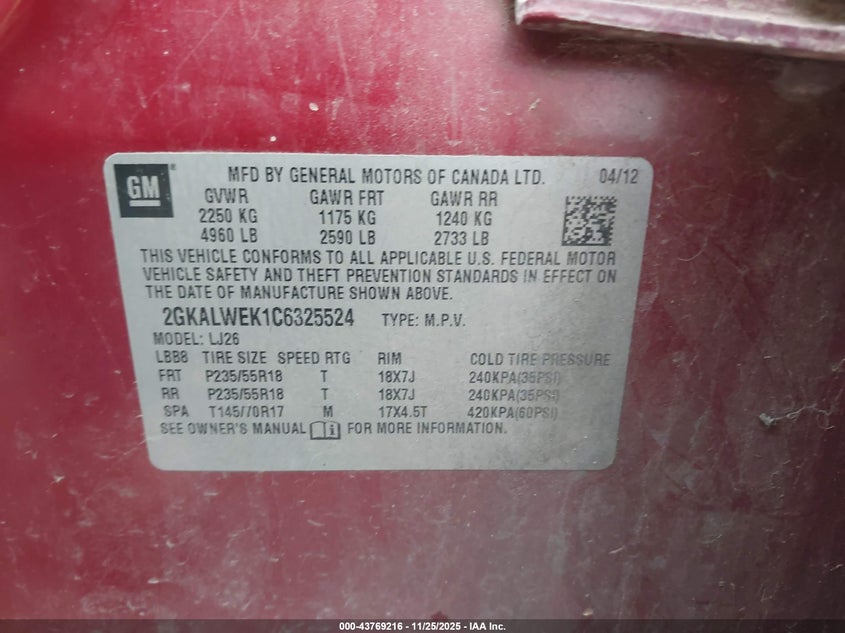 GM
MFD BY GENERAL MOTORS OF CANADA LTD. 04/12
GVWR GAWR FRT GAWR RR
2250 KG 1175 KG 1240 KG
4960 LB 2590 LB 2733 LB
THIS VEHICLE CONFORMS TO ALL APPLICABLE U.S. FEDERAL MOTOR
VEHICLE SAFETY AND THEFT PREVENTION STANDARDS IN EFFECT ON
THE DATE OF MANUFACTURE SHOWN ABOVE.
2GKALWEK1C6325524 TYPE: M.P.V.
MODEL: LJ26
LBB8 TIRE SIZE SPEED RTG RIM COLD TIRE PRESSURE
FRT P235/55R18 T 18X7J 240KPA(35PSI)
RR P235/55R18 T 18X7J 240KPA(35PSI)
SPA T145/70R17 M 17X4.5T 420KPA(60PSI)
SEE OWNER'S MANUAL FOR MORE INFORMATION.
000-43769216 - 11/25/2025 - IAA Inc.